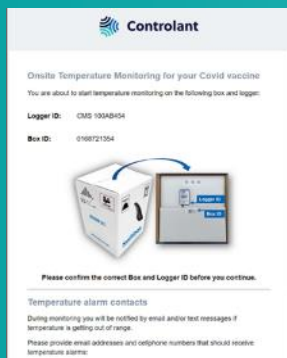 Controlant
Onsite Temperature Monitoring for your Covid vaccine
You are about to start temperature monitoring on the following box and logger:
Logger ID: CMS 100AB454
Box ID: 0168721354
Logger ID
Box ID
Please confirm the correct Box and Logger ID before you continue.
Temperature alarm contacts
During monitoring you will be notified by email and/or text messages if
temperature is getting out of range.
Please provide email addresses and cellphone numbers that should receive
temperature alarms: